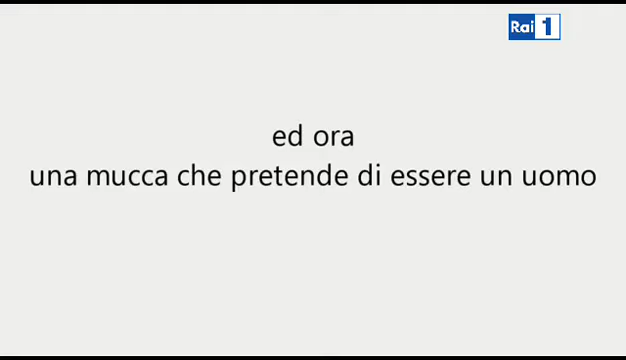 Rai 1
ed ora
una mucca che pretende di essere un uomo